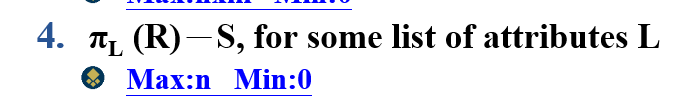 4. π_L (R)—S, for some list of attributes L
Max:n Min:0